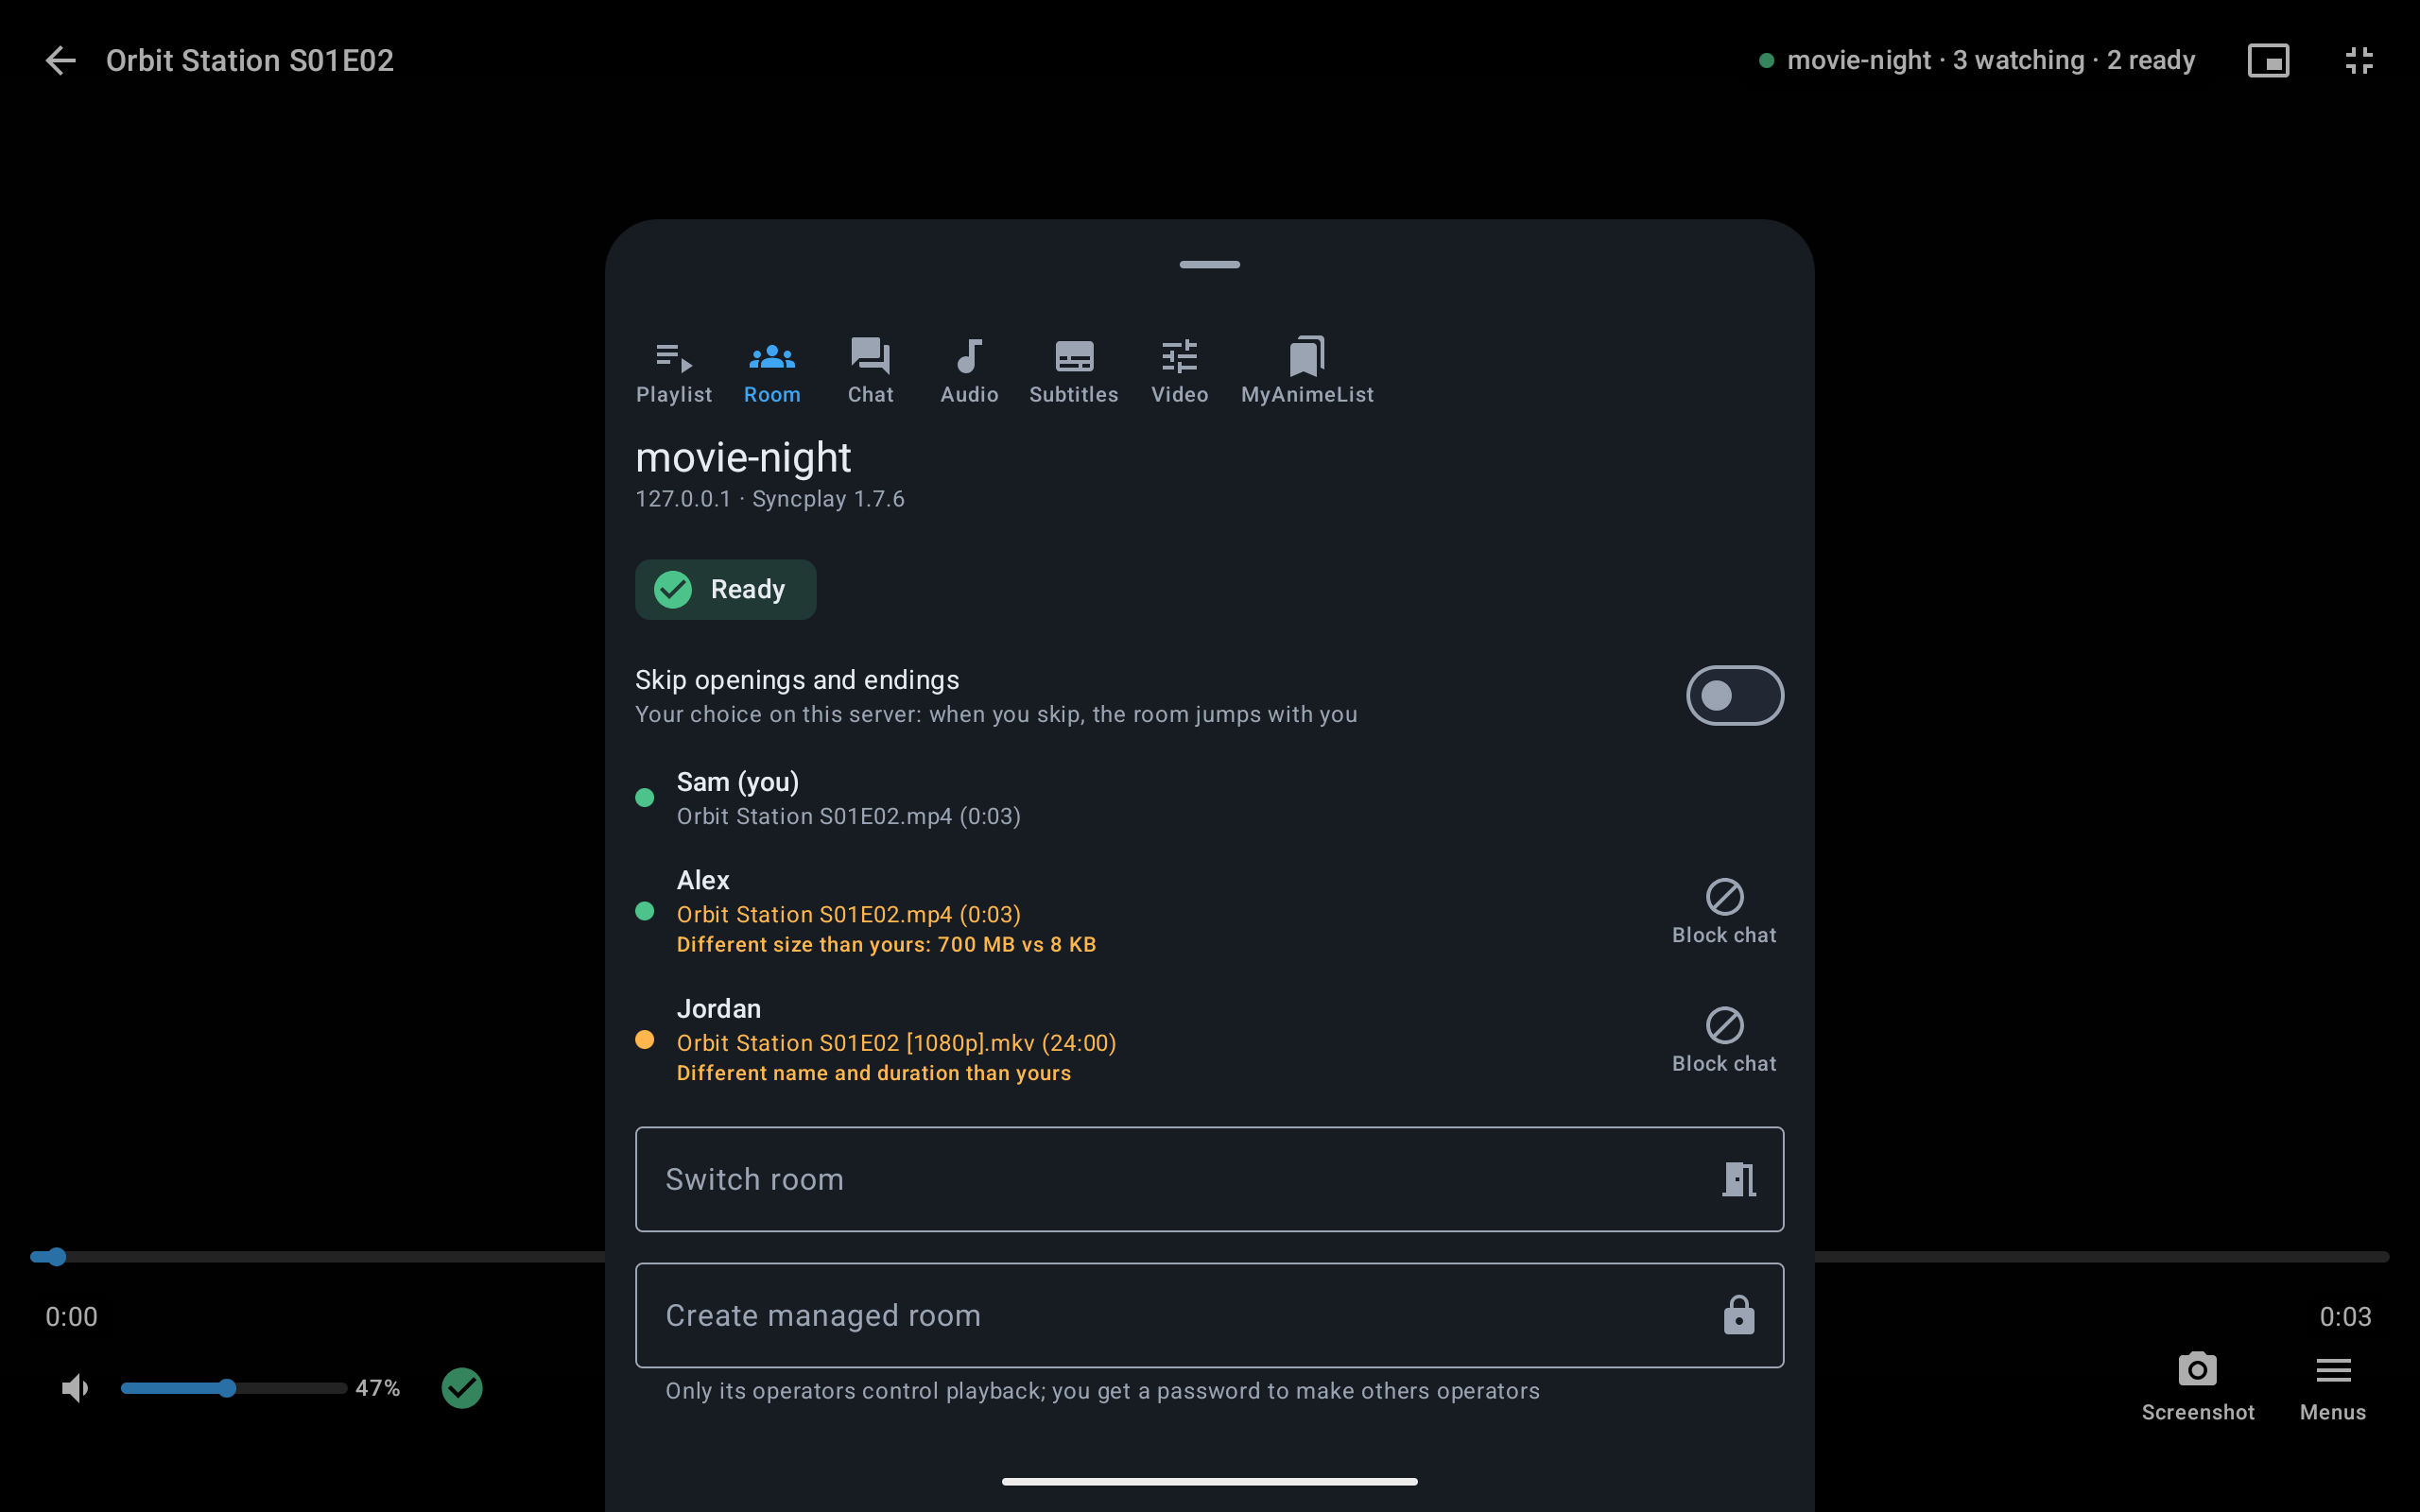 Orbit Station S01E02
movie-night · 3 watching · 2 ready
Playlist
Room
Chat
Audio
Subtitles
Video
MyAnimeList
movie-night
127.0.0.1 · Syncplay 1.7.6
Ready
Skip openings and endings
Your choice on this server: when you skip, the room jumps with you
Sam (you)
Orbit Station S01E02.mp4 (0:03)
Alex
Orbit Station S01E02.mp4 (0:03)
Different size than yours: 700 MB vs 8 KB
Block chat
Jordan
Orbit Station S01E02 [1080p].mkv (24:00)
Different name and duration than yours
Block chat
Switch room
Create managed room
Only its operators control playback; you get a password to make others operators
0:00
0:03
47%
Screenshot
Menus